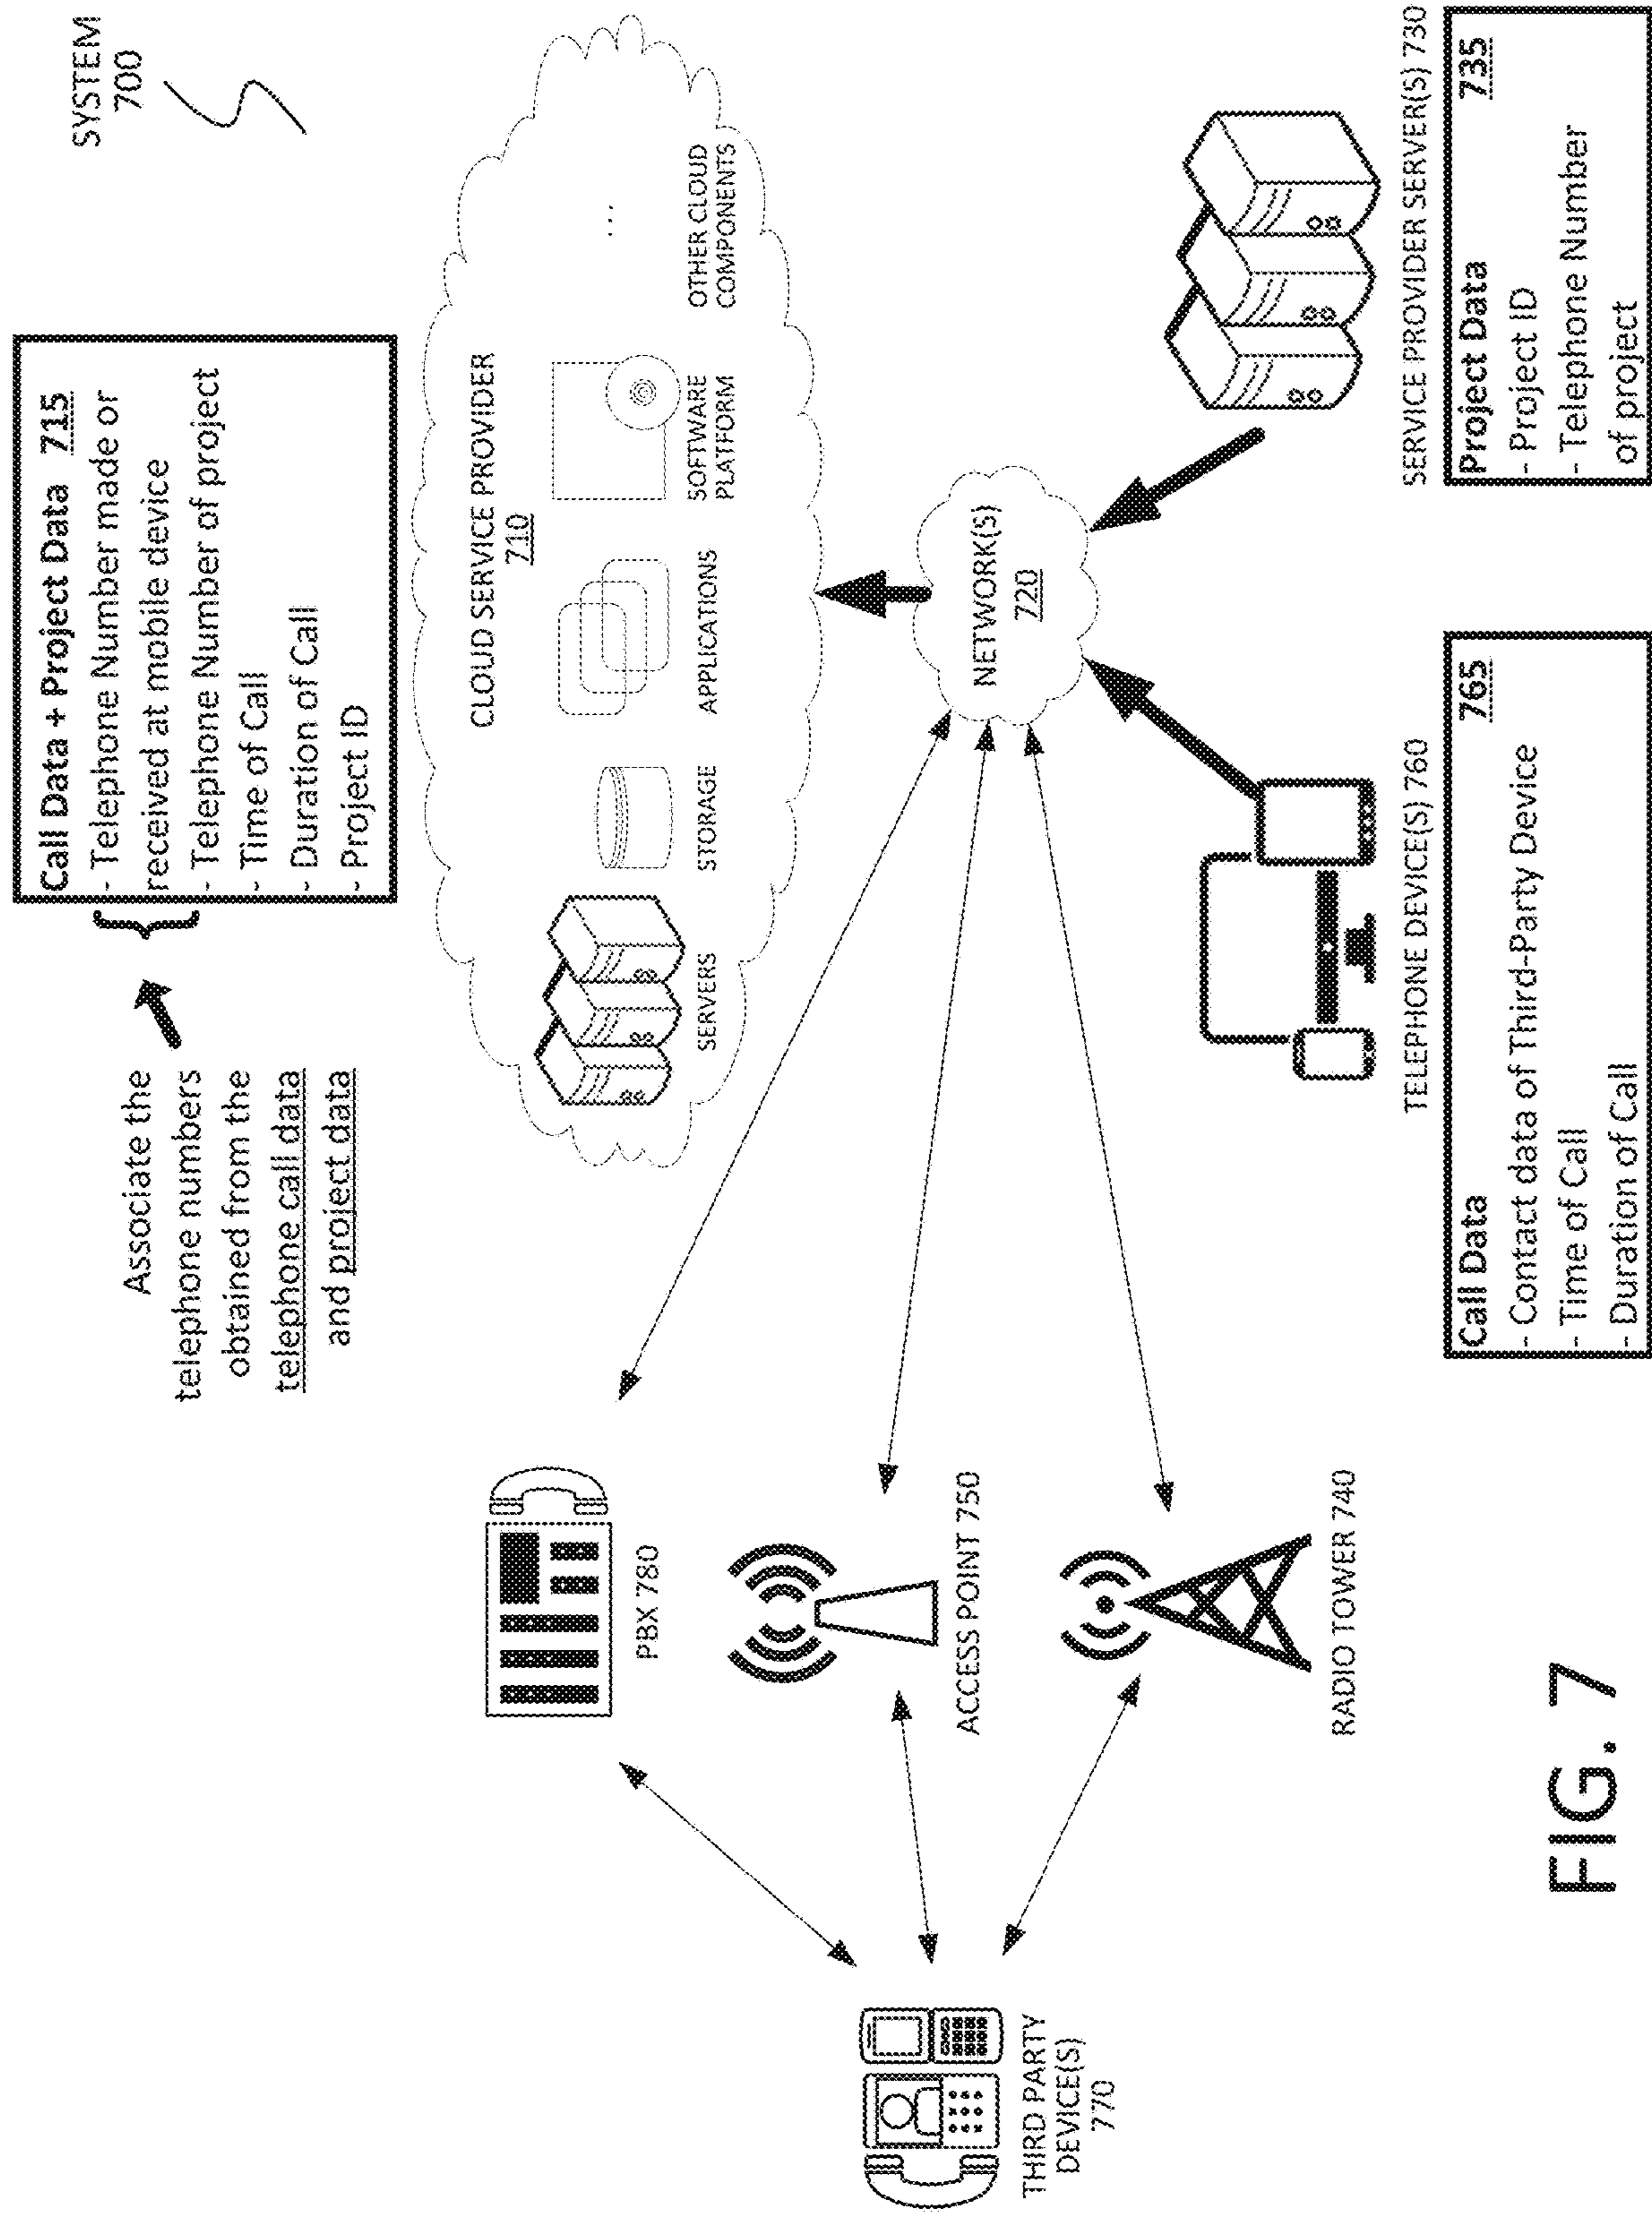 SYSTEM
700
Associate the
telephone numbers
obtained from the
telephone call data
and project data
Call Data + Project Data 715
- Telephone Number made or
received at mobile device
- Telephone Number of project
- Time of Call
- Duration of Call
- Project ID
CLOUD SERVICE PROVIDER
710
SERVERS
STORAGE
APPLICATIONS
SOFTWARE
PLATFORM
...
OTHER CLOUD
COMPONENTS
PBX 780
ACCESS POINT 750
RADIO TOWER 740
THIRD PARTY
DEVICE(S)
770
NETWORK(S)
720
TELEPHONE DEVICE(S) 760
Call Data 765
- Contact data of Third-Party Device
- Time of Call
- Duration of Call
SERVICE PROVIDER SERVER(S) 730
Project Data 735
- Project ID
- Telephone Number
of project
FIG. 7